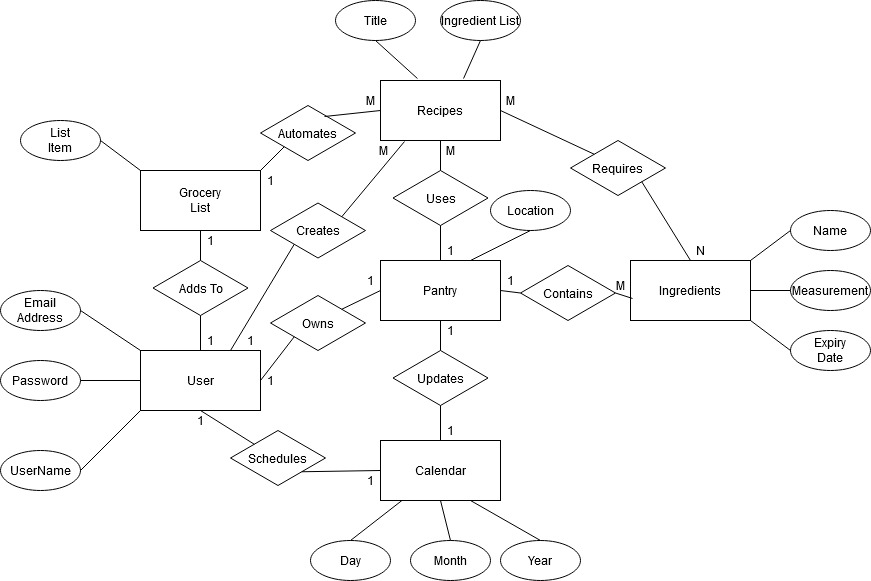 Title
Ingredient List
M
Recipes
M
Automates
List
Item
M
M
1
Requires
Grocery
List
Uses
Location
Creates
1
1
N
Adds To
1
Pantry
1
Contains
M
Ingredients
Name
Measurement
Email
Address
Owns
1
1
1
1
Expiry
Date
Password
User
1
Updates
UserName
1
1
Schedules
Calendar
1
Day
Month
Year